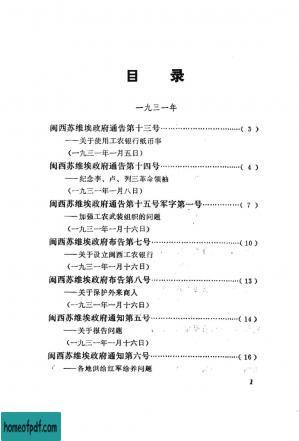 目录
一九三一年
闽西苏维埃政府通告第十三号……………………(3)
——关于使用工农银行纸币事
(一九三一年一月五日)
闽西苏维埃政府通告第十四号……………………(4)
——纪念李、卢、列三革命领袖
(一九三一年一月八日)
闽西苏维埃政府通告第十五号军字第一号………(7)
——加强工农武装组织的问题
(一九三一年一月十六日)
闽西苏维埃政府布告第七号………………………(10)
——关于设立闽西工农银行
(一九三一年一月十六日)
闽西苏维埃政府布告第八号………………………(13)
——关于保护外来商人
(一九三一年一月十六日)
闽西苏维埃政府通知第五号………………………(14)
——关于报告问题
(一九三一年一月十六日)
闽西苏维埃政府通知第六号………………………(16)
——各地供给红军给养问题
1
homeofpdf.com
homeofpdf.com